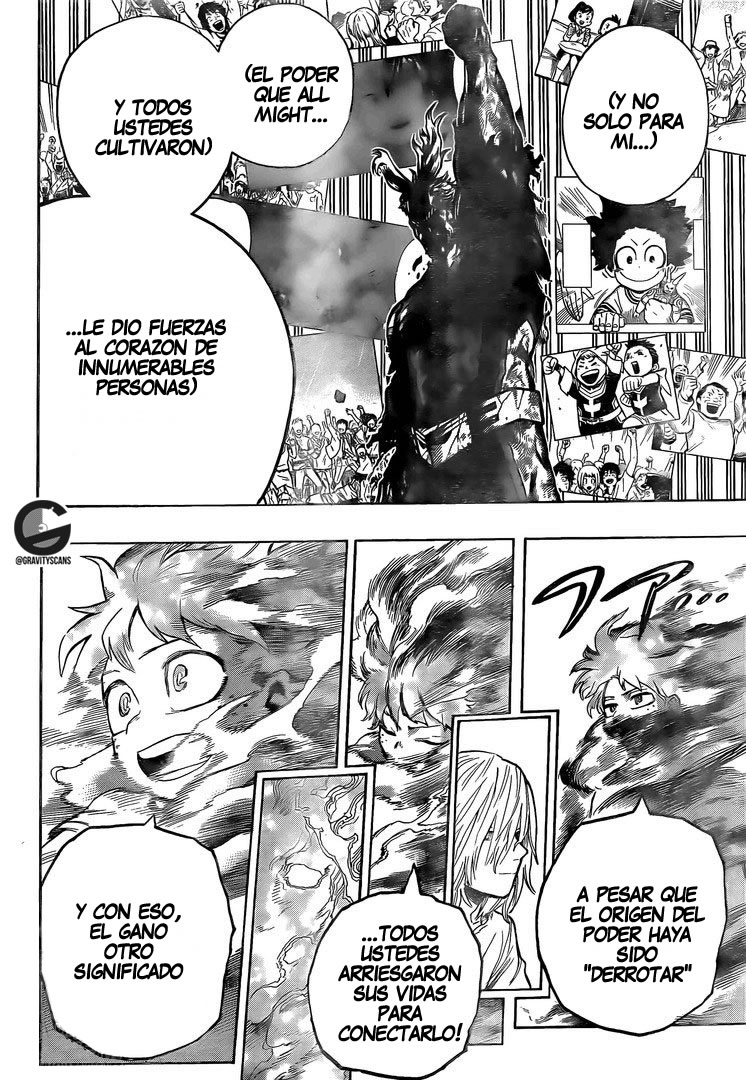 (Y NO
SOLO PARA
MI...)
(EL PODER
QUE ALL
MIGHT...
Y TODOS
USTEDES
CULTIVARON)
...LE DIO FUERZAS
AL CORAZON DE
INNUMERABLES
PERSONAS)
@GRAVITYSCANS
ファ...
A PESAR QUE
EL ORIGEN DEL
PODER HAYA
SIDO
"DERROTAR"
...TODOS
USTEDES
ARRIESGARON
SUS VIDAS
PARA
CONECTARLO!
Y CON ESO,
EL GANO
OTRO
SIGNIFICADO